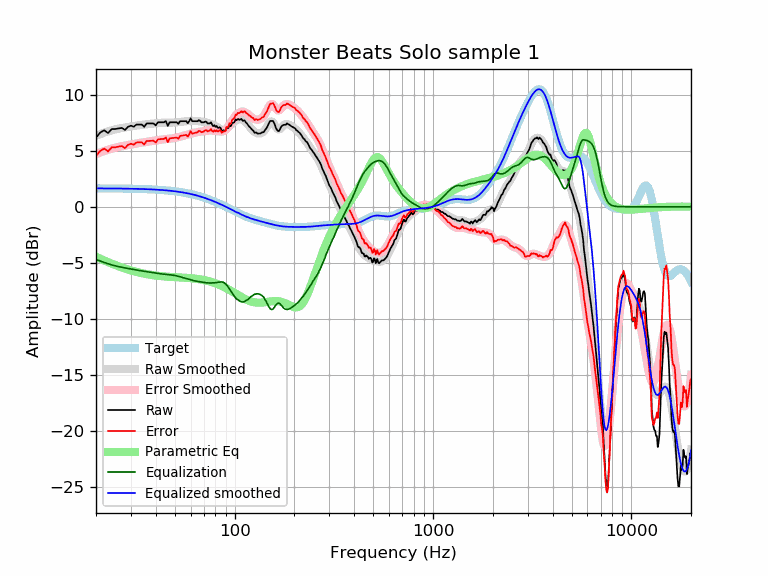 Monster Beats Solo sample 1
10
5
0
−5
−10
−15
−20
−25
Amplitude (dBr)
Target
Raw Smoothed
Error Smoothed
Raw
Error
Parametric Eq
Equalization
Equalized smoothed
100
1000
10000
Frequency (Hz)